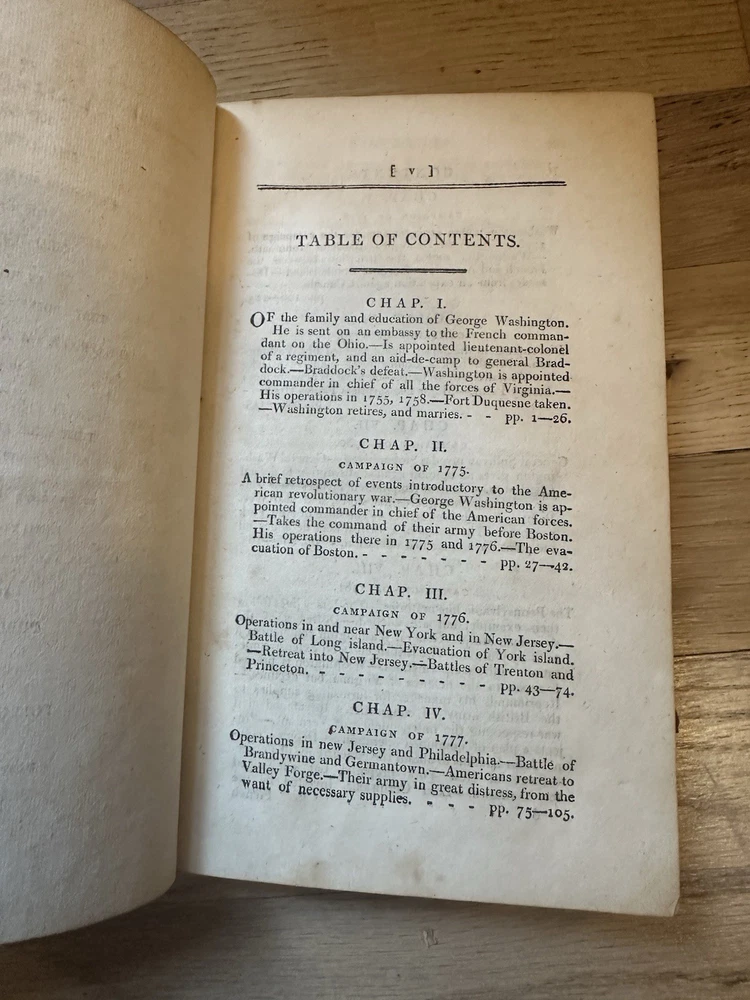 [ v ]
TABLE OF CONTENTS.
CHAP. I.
OF the family and education of George Washington.
He is sent on an embassy to the French comman-
dant on the Ohio.—Is appointed lieutenant-colonel
of a regiment, and an aid-de-camp to general Brad-
dock.—Braddock's defeat.—Washington is appointed
commander in chief of all the forces of Virginia.—
His operations in 1755, 1758.—Fort Duquesne taken.
—Washington retires, and marries. - - pp. 1—26.
CHAP. II.
CAMPAIGN OF 1775.
A brief retrospect of events introductory to the Ame-
rican revolutionary war.—George Washington is ap-
pointed commander in chief of the American forces.
—Takes the command of their army before Boston.
His operations there in 1775 and 1776.—The eva-
cuation of Boston. - - - - - - - pp. 27—42.
CHAP. III.
CAMPAIGN OF 1776.
Operations in and near New York and in New Jersey.—
Battle of Long island.—Evacuation of York island.
—Retreat into New Jersey.—Battles of Trenton and
Princeton. - - - - - - - - - pp. 43—74.
CHAP. IV.
CAMPAIGN OF 1777.
Operations in new Jersey and Philadelphia.—Battle of
Brandywine and Germantown.—Americans retreat to
Valley Forge.—Their army in great distress, from the
want of necessary supplies. - - - pp. 75—105.